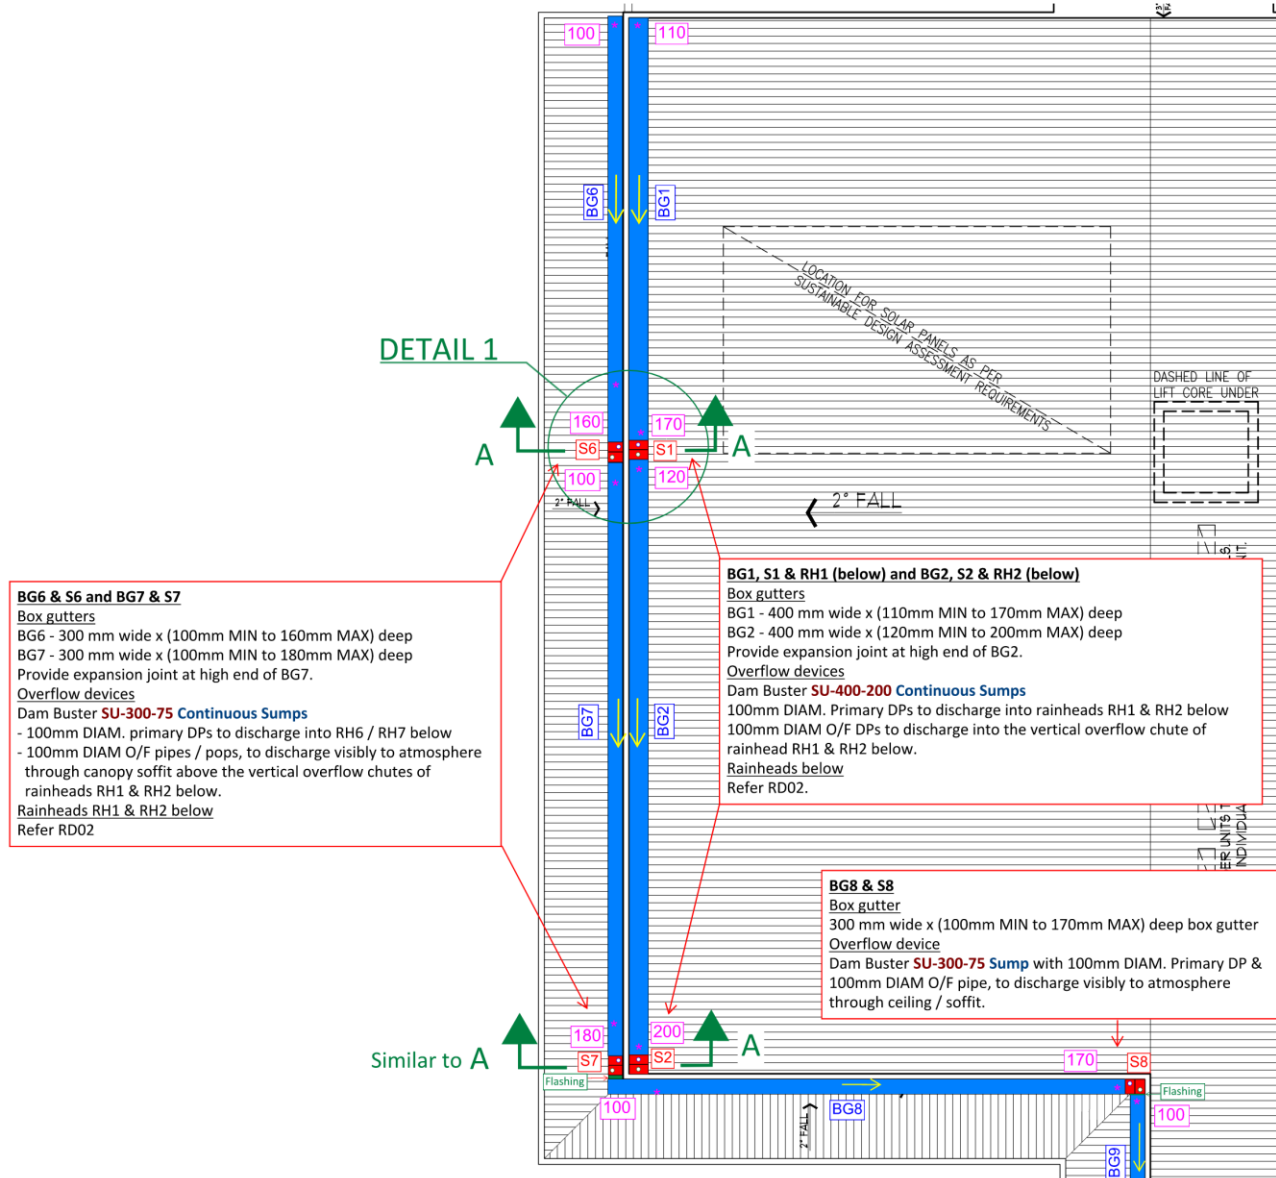 100
110
BG6
BG1
LOCATION FOR SOLAR PANELS AS PER
SUSTAINABLE DESIGN ASSESSMENT REQUIREMENTS
DETAIL 1
DASHED LINE OF
LIFT CORE UNDER
160
170
A
S6
S1
A
100
120
2° FALL
2° FALL
BG6 & S6 and BG7 & S7
Box gutters
BG6 - 300 mm wide x (100mm MIN to 160mm MAX) deep
BG7 - 300 mm wide x (100mm MIN to 180mm MAX) deep
Provide expansion joint at high end of BG7.
Overflow devices
Dam Buster SU-300-75 Continuous Sumps
- 100mm DIAM. primary DPs to discharge into RH6 / RH7 below
- 100mm DIAM O/F pipes / pops, to discharge visibly to atmosphere
through canopy soffit above the vertical overflow chutes of
rainheads RH1 & RH2 below.
Rainheads RH1 & RH2 below
Refer RD02
BG1, S1 & RH1 (below) and BG2, S2 & RH2 (below)
Box gutters
BG1 - 400 mm wide x (110mm MIN to 170mm MAX) deep
BG2 - 400 mm wide x (120mm MIN to 200mm MAX) deep
Provide expansion joint at high end of BG2.
Overflow devices
Dam Buster SU-400-200 Continuous Sumps
100mm DIAM. Primary DPs to discharge into rainheads RH1 & RH2 below
100mm DIAM O/F DPs to discharge into the vertical overflow chute of
rainhead RH1 & RH2 below.
Rainheads below
Refer RD02.
BG7
BG2
ER UNITS
INDIVIDUA
BG8 & S8
Box gutter
300 mm wide x (100mm MIN to 170mm MAX) deep box gutter
Overflow device
Dam Buster SU-300-75 Sump with 100mm DIAM. Primary DP &
100mm DIAM O/F pipe, to discharge visibly to atmosphere
through ceiling / soffit.
180
200
Similar to A
S7
S2
A
170
S8
Flashing
Flashing
100
BG8
100
2° FALL
BG9